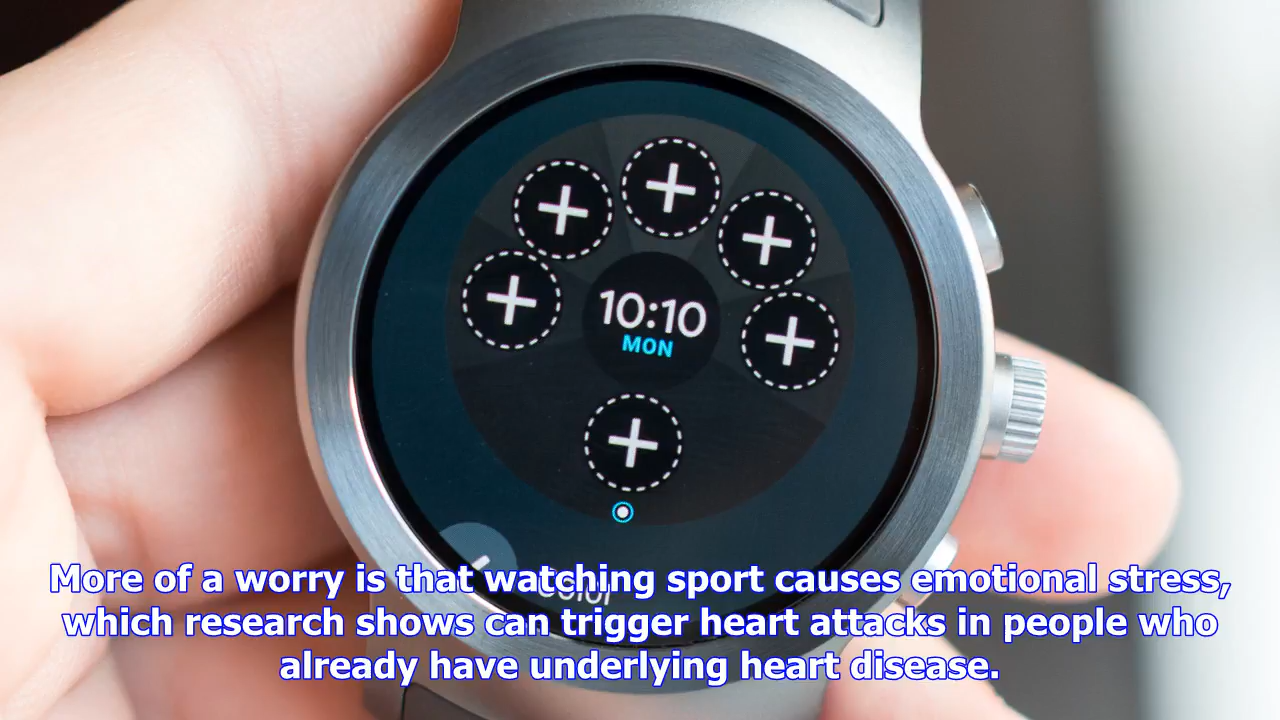 10:10
MON
Color
More of a worry is that watching sport causes emotional stress,
which research shows can trigger heart attacks in people who
already have underlying heart disease.